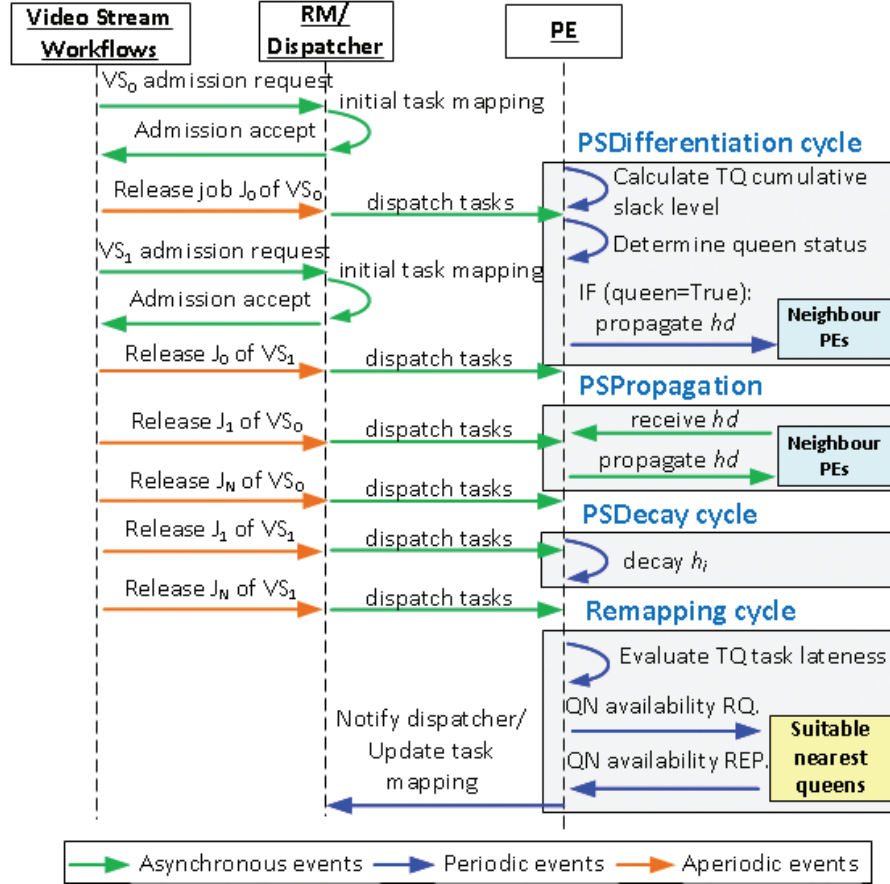 Video Stream
Workflows
RM/
Dispatcher
PE
VS0 admission request
initial task mapping
Admission accept
PSDifferentiation cycle
Calculate TQ cumulative
slack level
Release job J0 of VS0
dispatch tasks
Determine queen status
VS1 admission request
initial task mapping
Admission accept
IF (queen=True):
propagate hd
Neighbour
PEs
Release J0 of VS1
dispatch tasks
PSPropagation
receive hd
Release J1 of VS0
dispatch tasks
Neighbour
PEs
propagate hd
Release JN of VS0
dispatch tasks
PSDecay cycle
Release J1 of VS1
dispatch tasks
decay hi
Release JN of VS1
dispatch tasks
Remapping cycle
Evaluate TQ task lateness
QN availability RQ.
Notify dispatcher/
Update task
mapping
Suitable
nearest
queens
QN availability REP.
Asynchronous events
Periodic events
Aperiodic events